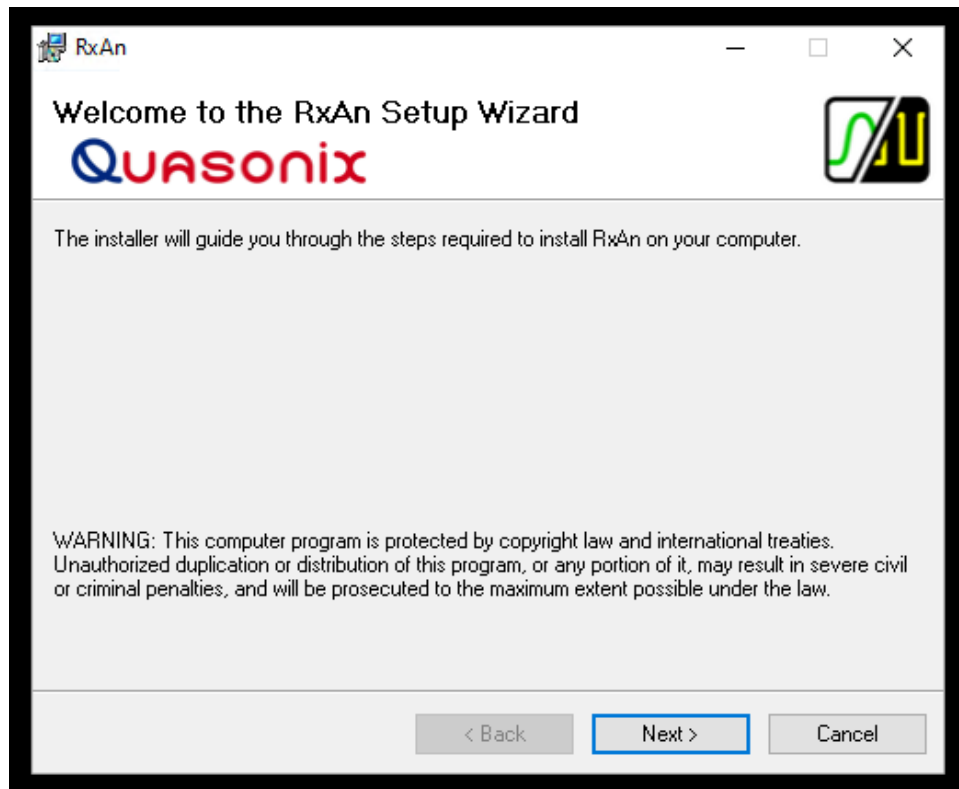 RxAn
Welcome to the RxAn Setup Wizard
Quasonix
The installer will guide you through the steps required to install RxAn on your computer.
WARNING: This computer program is protected by copyright law and international treaties.
Unauthorized duplication or distribution of this program, or any portion of it, may result in severe civil
or criminal penalties, and will be prosecuted to the maximum extent possible under the law.
< Back
Next >
Cancel